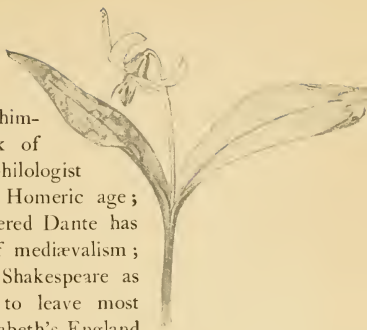 him-
k of
hilologist
Homeric age;
ered Dante has
f mediævalism;
Shakespeare as
to leave most
abeth's England